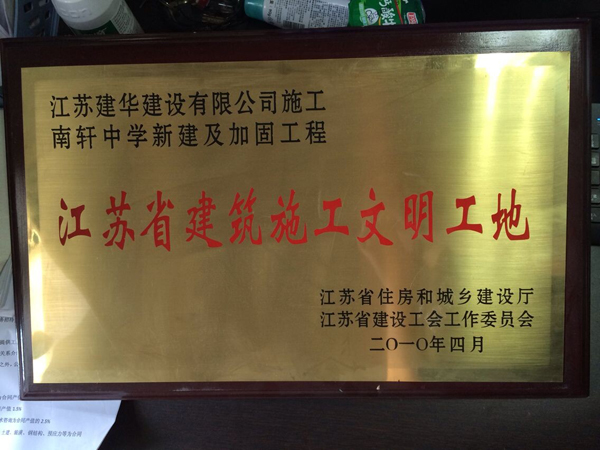 江苏建华建设有限公司施工
南轩中学新建及加固工程
江苏省建筑施工文明工地
江苏省住房和城乡建设厅
江苏省建设工会工作委员会
二〇一〇年四月